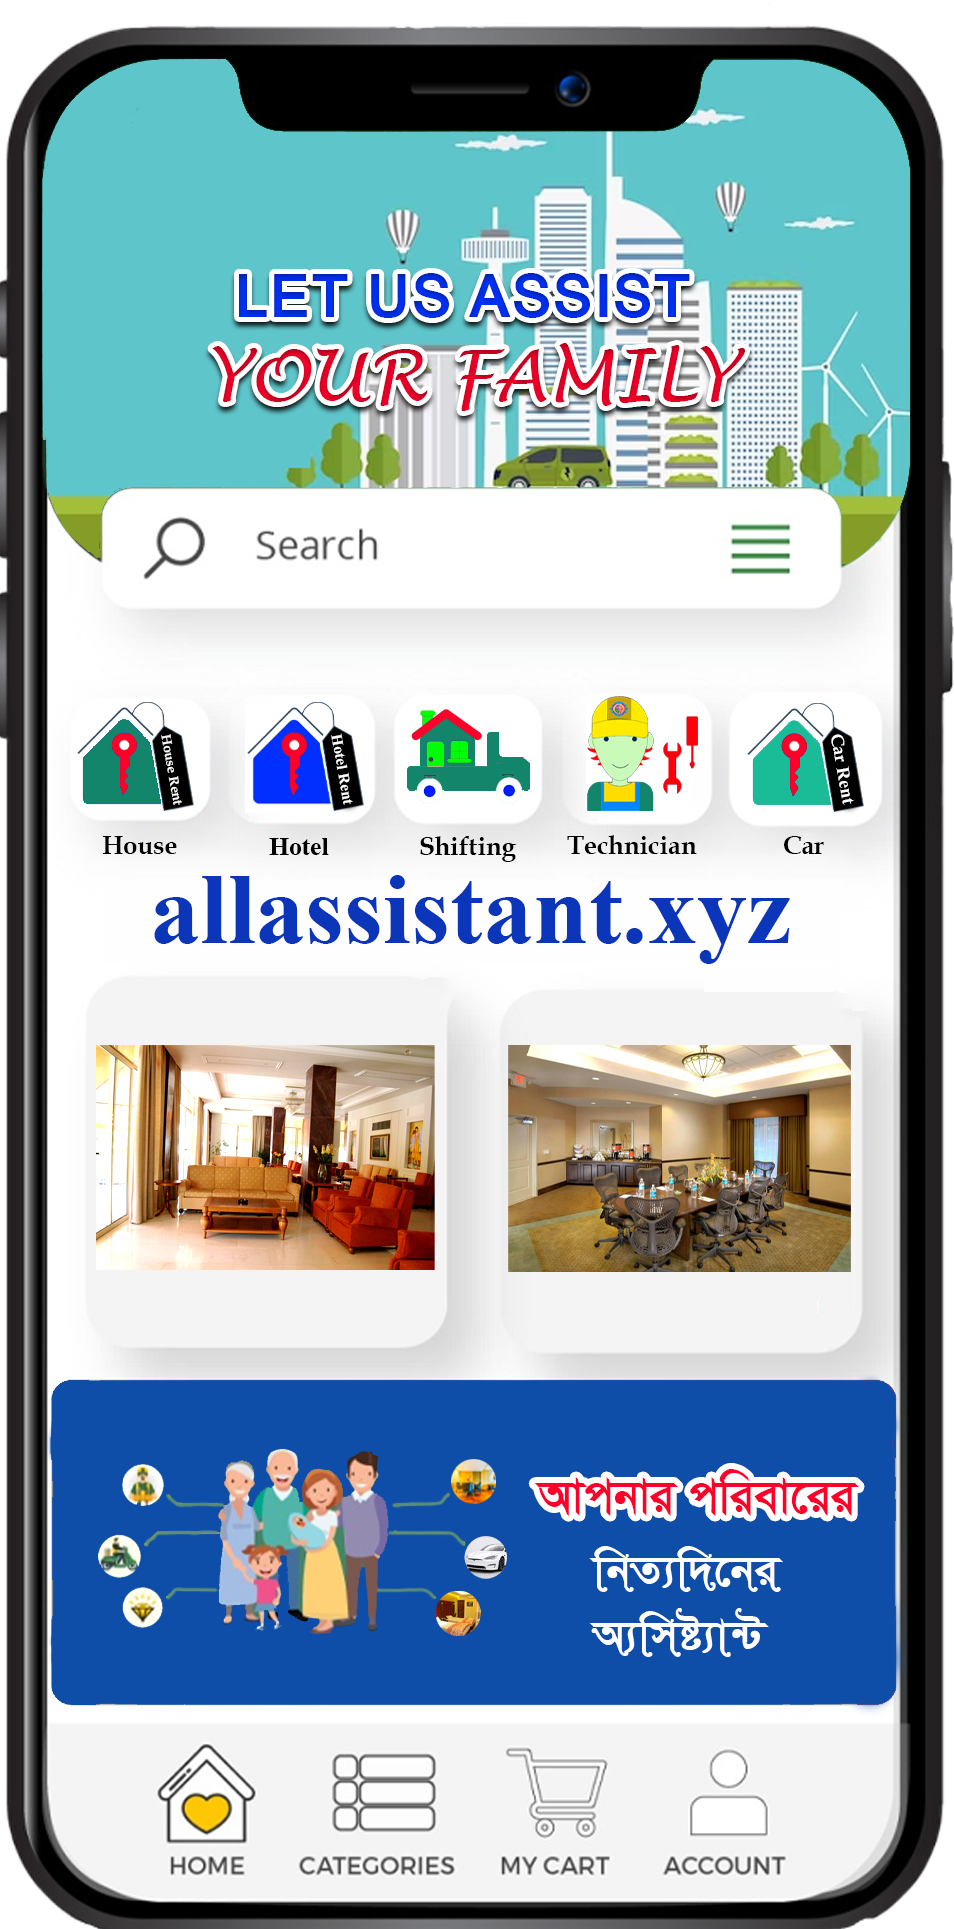 LET US ASSIST
YOUR FAMILY
Search
House Rent
Hotel Rent
Car Rent
House
Hotel
Shifting
Technician
Car
allassistant.xyz
আপনার পরিবারের
নিত্যদিনের
অ্যাসিষ্ট্যান্ট
HOME
CATEGORIES
MY CART
ACCOUNT